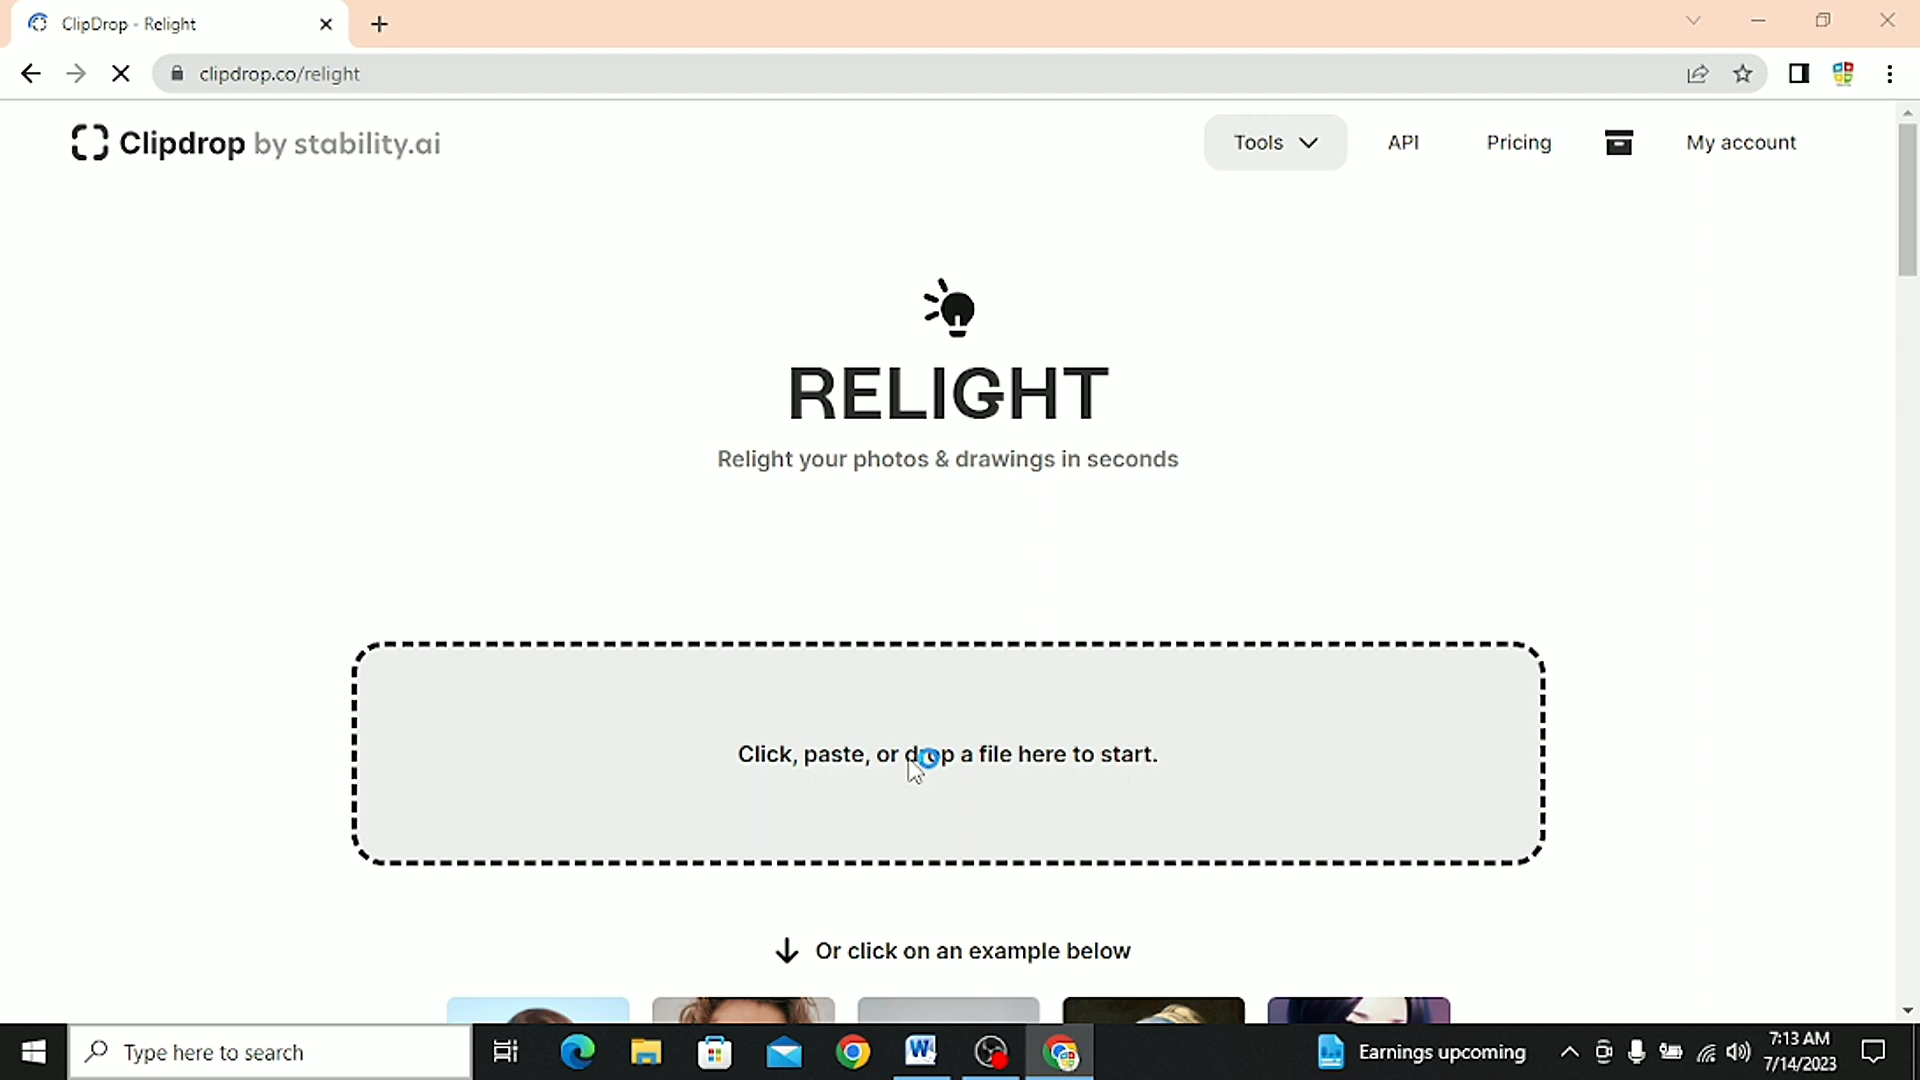 ClipDrop - Relight
clipdrop.co/relight
Clipdrop by stability.ai
Tools
API
Pricing
My account
RELIGHT
Relight your photos & drawings in seconds
Click, paste, or drop a file here to start.
Or click on an example below
Type here to search
Earnings upcoming
7:13 AM
7/14/2023